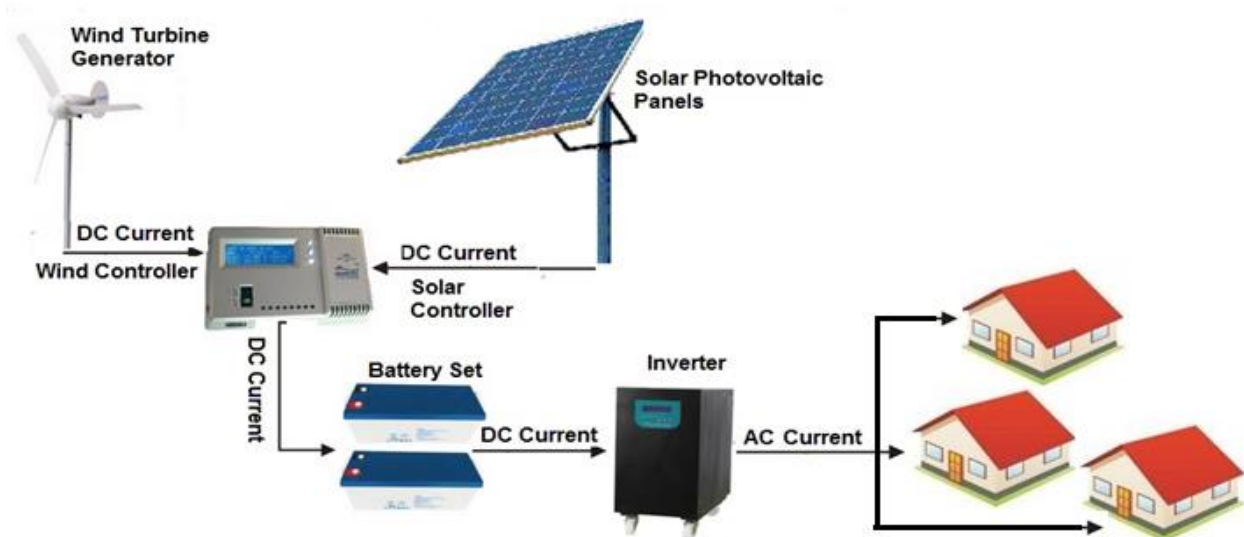 Wind Turbine
Generator
Solar Photovoltaic
Panels
DC Current
Wind Controller
DC Current
Solar
Controller
DC Current
Battery Set
DC Current
Inverter
AC Current